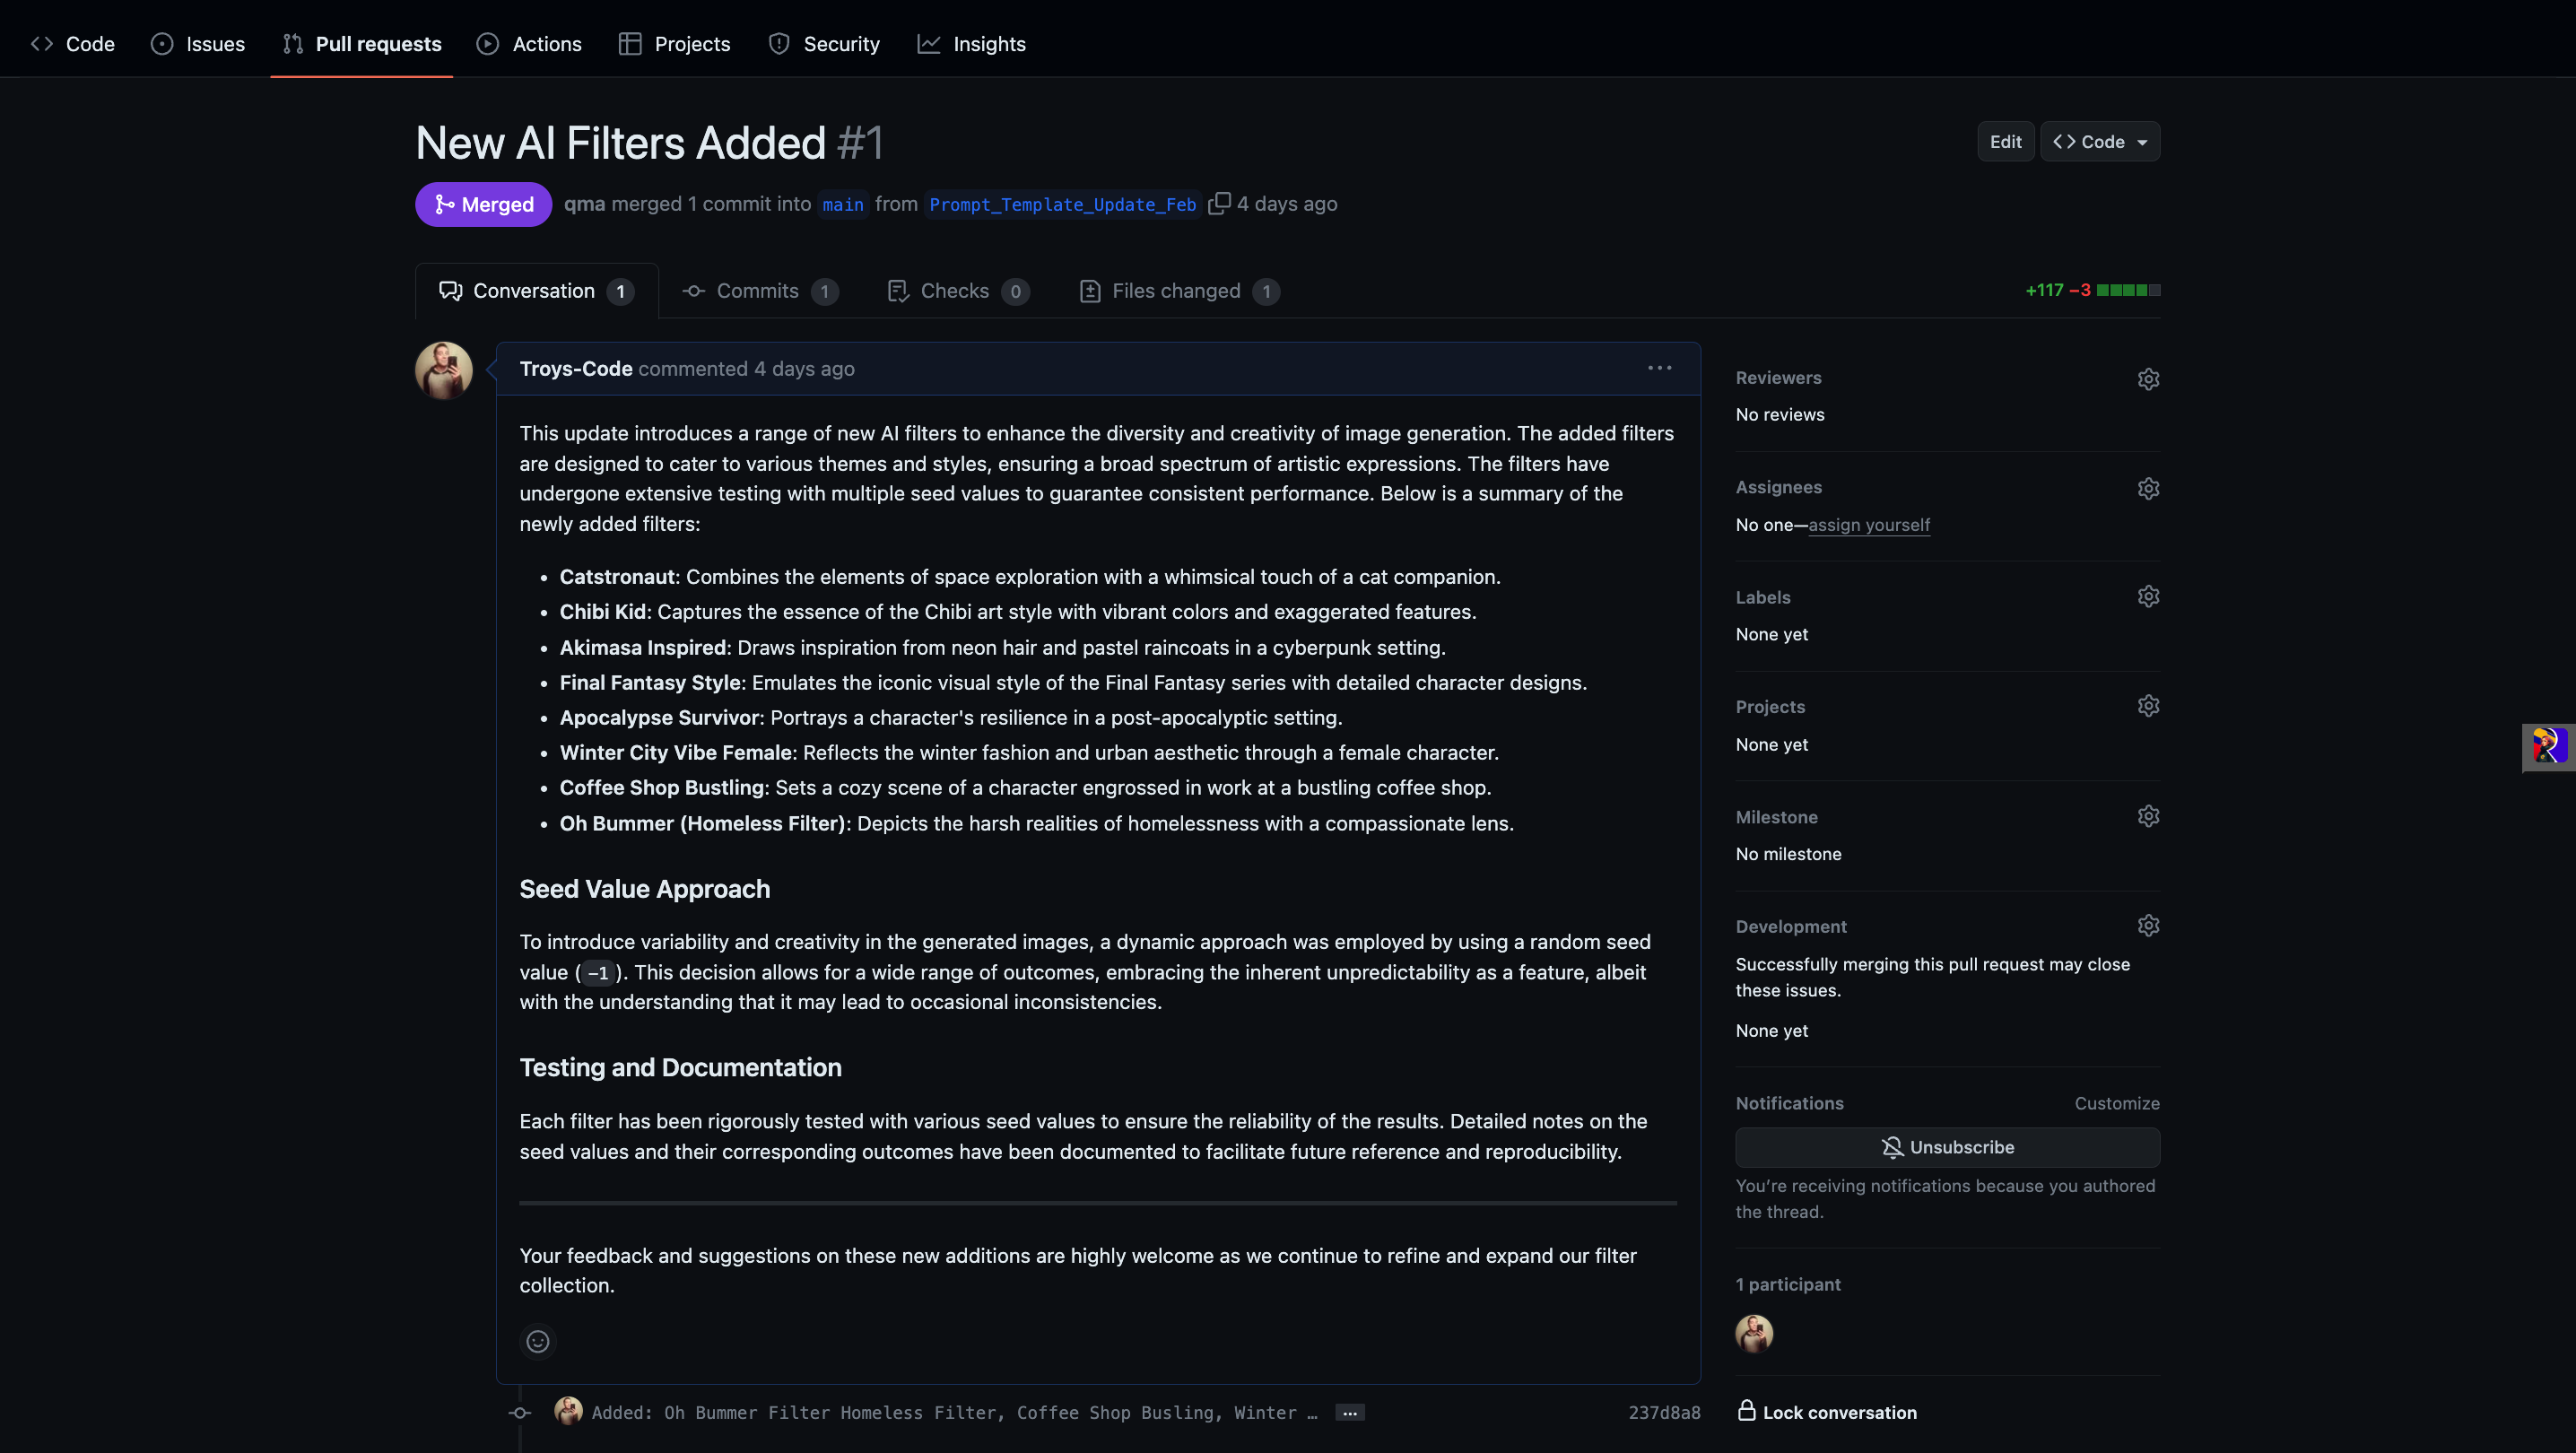 Code Issues Pull requests Actions Projects Security Insights
New AI Filters Added #1
Edit
Code
Merged
qma merged 1 commit into main from Prompt_Template_Update_Feb 4 days ago
Conversation 1
Commits 1
Checks 0
Files changed 1
+117 −3
Troys-Code commented 4 days ago
This update introduces a range of new AI filters to enhance the diversity and creativity of image generation. The added filters
are designed to cater to various themes and styles, ensuring a broad spectrum of artistic expressions. The filters have
undergone extensive testing with multiple seed values to guarantee consistent performance. Below is a summary of the
newly added filters:
• Catstronaut: Combines the elements of space exploration with a whimsical touch of a cat companion.
• Chibi Kid: Captures the essence of the Chibi art style with vibrant colors and exaggerated features.
• Akimasa Inspired: Draws inspiration from neon hair and pastel raincoats in a cyberpunk setting.
• Final Fantasy Style: Emulates the iconic visual style of the Final Fantasy series with detailed character designs.
• Apocalypse Survivor: Portrays a character's resilience in a post-apocalyptic setting.
• Winter City Vibe Female: Reflects the winter fashion and urban aesthetic through a female character.
• Coffee Shop Bustling: Sets a cozy scene of a character engrossed in work at a bustling coffee shop.
• Oh Bummer (Homeless Filter): Depicts the harsh realities of homelessness with a compassionate lens.
Seed Value Approach
To introduce variability and creativity in the generated images, a dynamic approach was employed by using a random seed
value ( -1 ). This decision allows for a wide range of outcomes, embracing the inherent unpredictability as a feature, albeit
with the understanding that it may lead to occasional inconsistencies.
Testing and Documentation
Each filter has been rigorously tested with various seed values to ensure the reliability of the results. Detailed notes on the
seed values and their corresponding outcomes have been documented to facilitate future reference and reproducibility.
Your feedback and suggestions on these new additions are highly welcome as we continue to refine and expand our filter
collection.
Added: Oh Bummer Filter Homeless Filter, Coffee Shop Busling, Winter …
237d8a8
Reviewers
No reviews
Assignees
No one—assign yourself
Labels
None yet
Projects
None yet
Milestone
No milestone
Development
Successfully merging this pull request may close
these issues.
None yet
Notifications
Customize
Unsubscribe
You're receiving notifications because you authored
the thread.
1 participant
Lock conversation